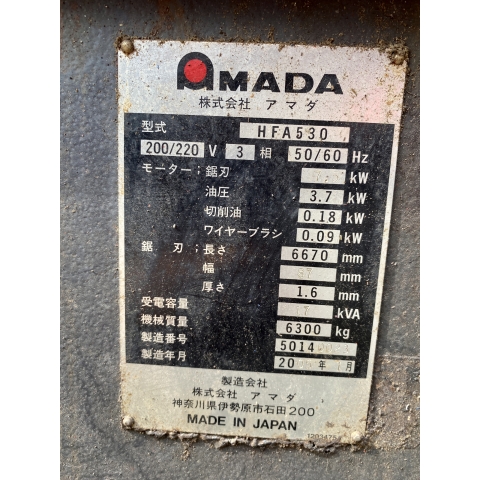 AMADA
株式会社 アマダ
型式 HFA530
200/220 V 3 相 50/60 Hz
モーター;鋸刃 kW
油圧 3.7 kW
切削油 0.18 kW
ワイヤーブラシ 0.09 kW
鋸 刃;長さ 6670 mm
幅 mm
厚さ 1.6 mm
受電容量 kVA
機械質量 6300 kg
製造番号 5014
製造年月 20 年 月
製造会社
株式会社 アマダ
神奈川県伊勢原市石田200
MADE IN JAPAN